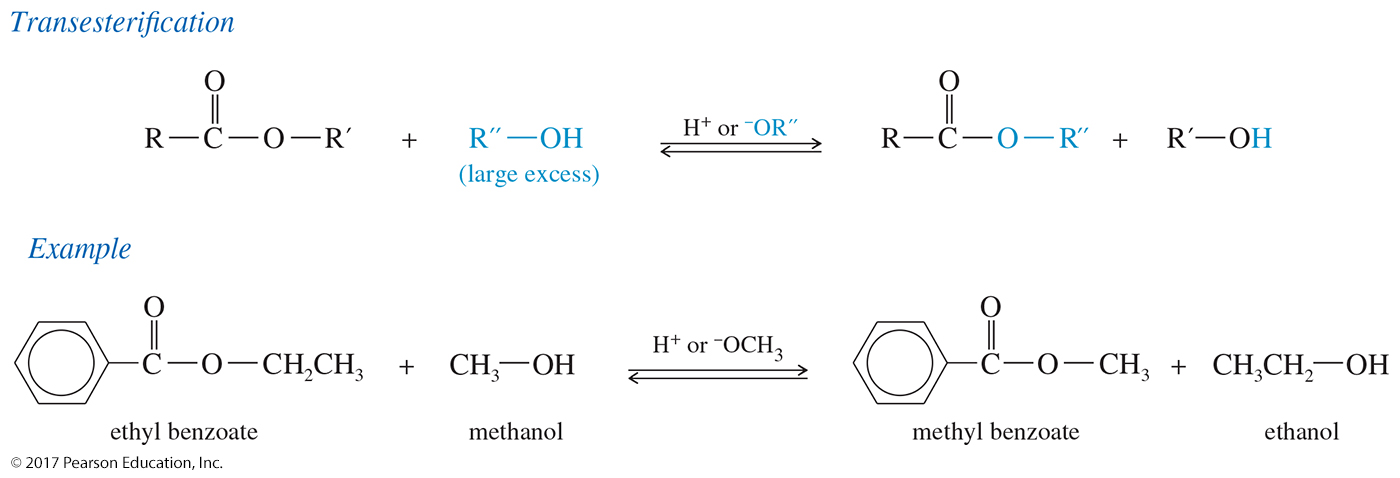 Transesterification
O
R—C—O—R′ + R″—OH H⁺ or ⁻OR″ R—C—O—R″ + R′—OH
(large excess)
Example
O
C—O—CH₂CH₃ + CH₃—OH H⁺ or ⁻OCH₃ C—O—CH₃ + CH₃CH₂—OH
ethyl benzoate methanol methyl benzoate ethanol
© 2017 Pearson Education, Inc.